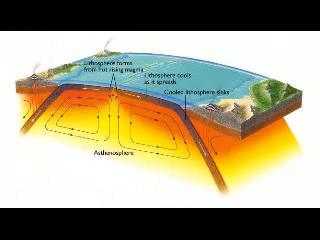 Lithosphere forms
from hot rising magma
Lithosphere cools
as it spreads
Cooled lithosphere sinks
Asthenosphere